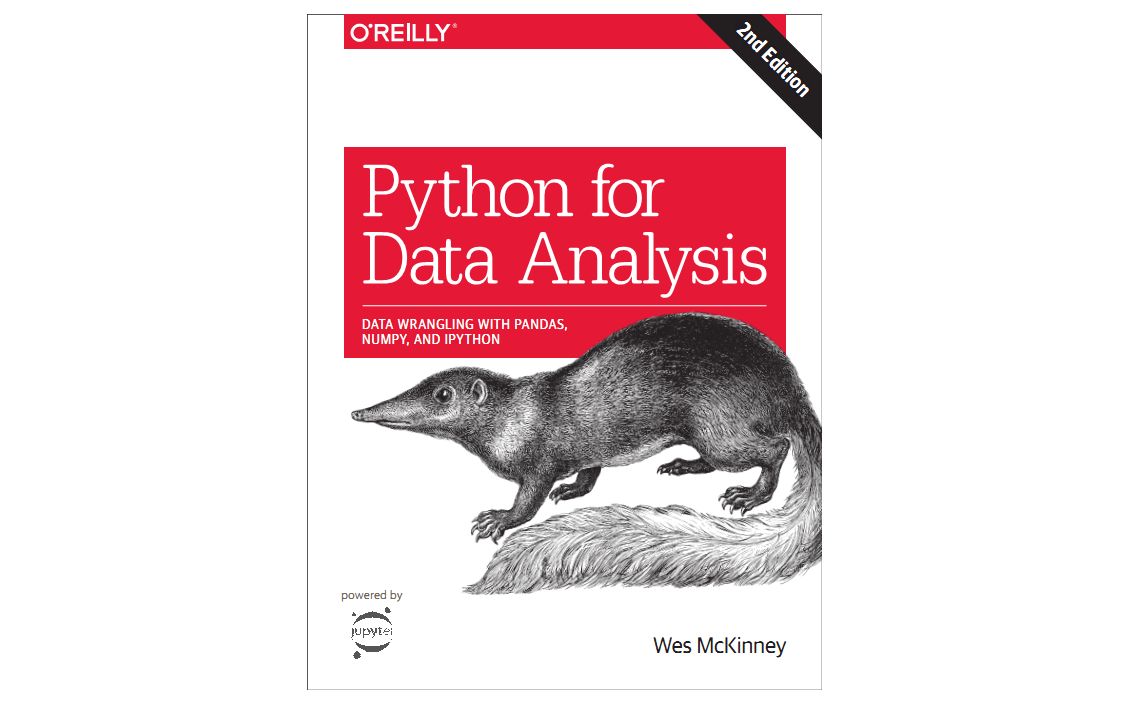 O'REILLY®
2nd Edition
Python for
Data Analysis
DATA WRANGLING WITH PANDAS,
NUMPY, AND IPYTHON
powered by
jupyter
Wes McKinney